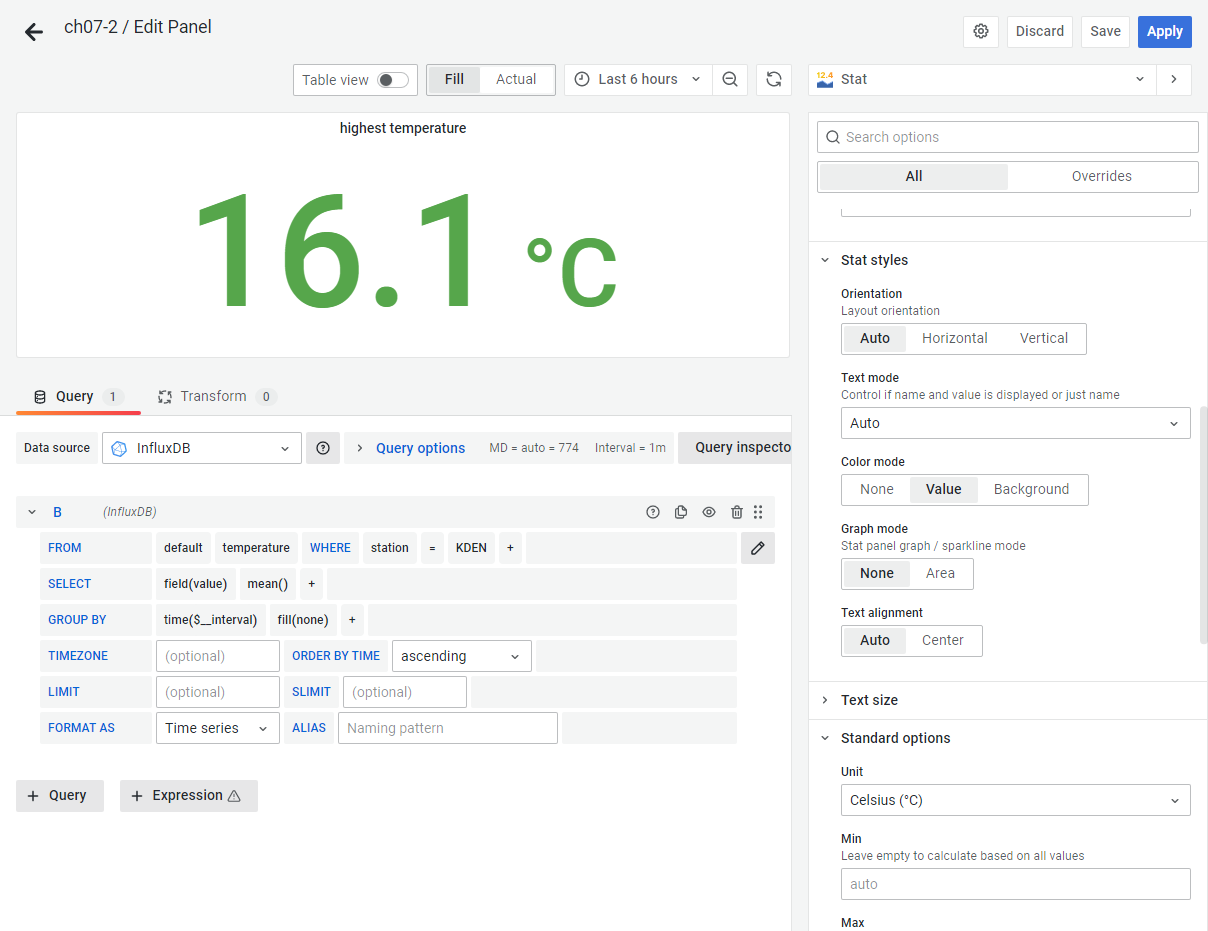 ch07-2 / Edit Panel
Discard
Save
Apply
Table view
Fill
Actual
Last 6 hours
12.4
Stat
highest temperature
16.1 °C
Search options
All
Overrides
Stat styles
Orientation
Layout orientation
Auto
Horizontal
Vertical
Text mode
Control if name and value is displayed or just name
Auto
Color mode
None
Value
Background
Graph mode
Stat panel graph / sparkline mode
None
Area
Text alignment
Auto
Center
Text size
Standard options
Unit
Celsius (°C)
Min
Leave empty to calculate based on all values
auto
Max
Query 1
Transform 0
Data source
InfluxDB
Query options
MD = auto = 774
Interval = 1m
Query inspecto
B
(InfluxDB)
FROM default temperature WHERE station = KDEN +
SELECT field(value) mean() +
GROUP BY time($__interval) fill(none) +
TIMEZONE (optional) ORDER BY TIME ascending
LIMIT (optional) SLIMIT (optional)
FORMAT AS Time series ALIAS Naming pattern
+ Query
+ Expression